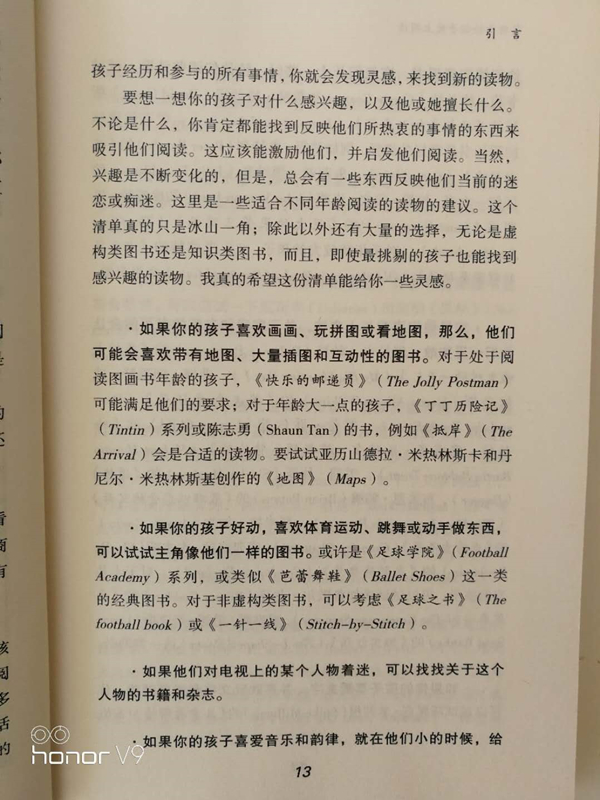 引 言
孩子经历和参与的所有事情，你就会发现灵感，来找到新的读物。
要想一想你的孩子对什么感兴趣，以及他或她擅长什么。
不论是什么，你肯定都能找到反映他们所热衷的事情的东西来
吸引他们阅读。这应该能激励他们，并启发他们阅读。当然，
兴趣是不断变化的，但是，总会有一些东西反映他们当前的迷
恋或痴迷。这里是一些适合不同年龄阅读的读物的建议。这个
清单真的只是冰山一角；除此以外还有大量的选择，无论是虚
构类图书还是知识类图书，而且，即使最挑剔的孩子也能找到
感兴趣的读物。我真的希望这份清单能给你一些灵感。
·如果你的孩子喜欢画画、玩拼图或看地图，那么，他们
可能会喜欢带有地图、大量插图和互动性的图书。对于处于阅
读图画书年龄的孩子，《快乐的邮递员》（The Jolly Postman）
可能满足他们的要求；对于年龄大一点的孩子，《丁丁历险记》
（Tintin）系列或陈志勇（Shaun Tan）的书，例如《抵岸》（The
Arrival）会是合适的读物。要试试亚历山德拉·米热林斯卡和丹
尼尔·米热林斯基创作的《地图》（Maps）。
·如果你的孩子好动，喜欢体育运动、跳舞或动手做东西，
可以试试主角像他们一样的图书。或许是《足球学院》（Football
Academy）系列，或类似《芭蕾舞鞋》（Ballet Shoes）这一类
的经典图书。对于非虚构类图书，可以考虑《足球之书》（The
football book）或《一针一线》（Stitch-by-Stitch）。
·如果他们对电视上的某个人物着迷，可以找找关于这个
人物的书籍和杂志。
·如果你的孩子喜爱音乐和韵律，就在他们小的时候，给
13
是
的
还
看
商
有
孩
阅
多
活
的
honor V9